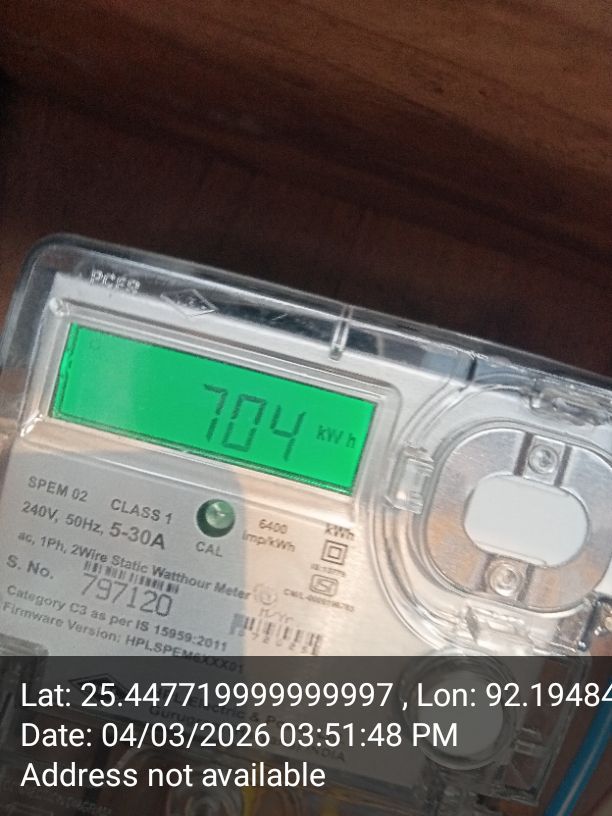 704 kWh
SPEM 02 CLASS 1
240V, 50Hz, 5-30A
CAL
6400
imp/kWh
kWh
ac, 1Ph, 2Wire Static Watthour Meter
S. No. 797120
Category C3 as per IS 15959:2011
Firmware Version: HPLSPEM6XXX01
Lat: 25.447719999999997 , Lon: 92.19484
Date: 04/03/2026 03:51:48 PM
Address not available